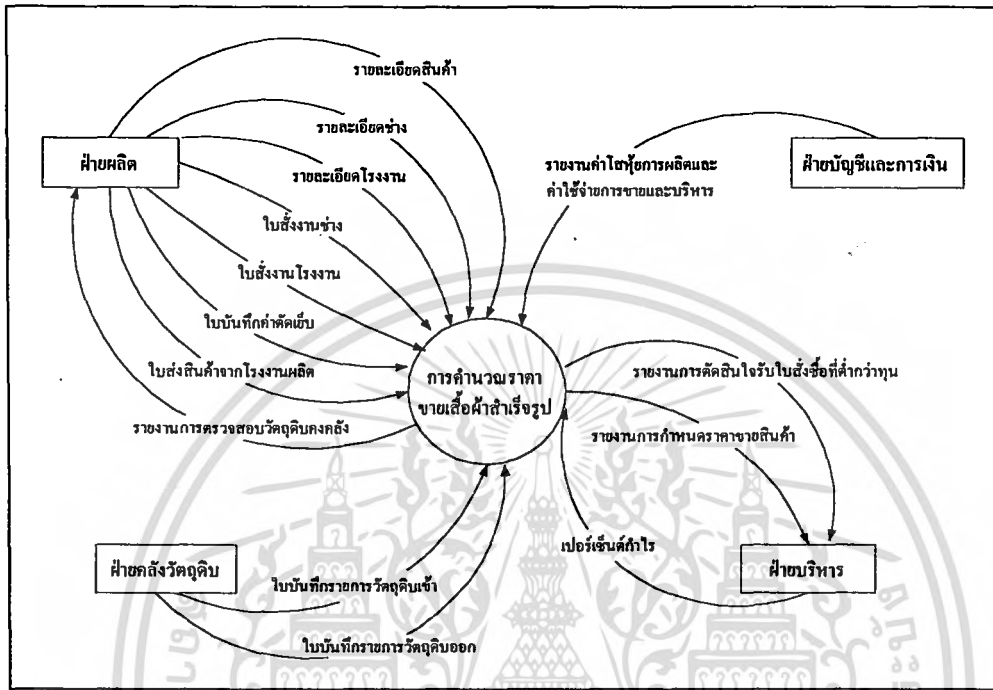 รายละเอียดสินค้า
รายละเอียดช่าง
ฝ่ายผลิต
รายละเอียดโรงงาน
รายงานค่าโสหุ้ยการผลิตและ
ค่าใช้จ่ายการขายและบริหาร
ฝ่ายบัญชีและการเงิน
ใบสั่งงานช่าง
ใบสั่งงานโรงงาน
ใบบันทึกค่าตัดเย็บ
ใบส่งสินค้าจากโรงงานผลิต
รายงานการตรวจสอบวัตถุดิบคงคลัง
การคำนวณราคา
ขายเสื้อผ้าสำเร็จรูป
รายงานการตัดสินใจรับใบสั่งซื้อที่ต่ำกว่าทุน
รายงานการกำหนดราคาขายสินค้า
เปอร์เซ็นต์กำไร
ฝ่ายคลังวัตถุดิบ
ฝ่ายบริหาร
ใบบันทึกรายการวัตถุดิบเข้า
ใบบันทึกรายการวัตถุดิบออก